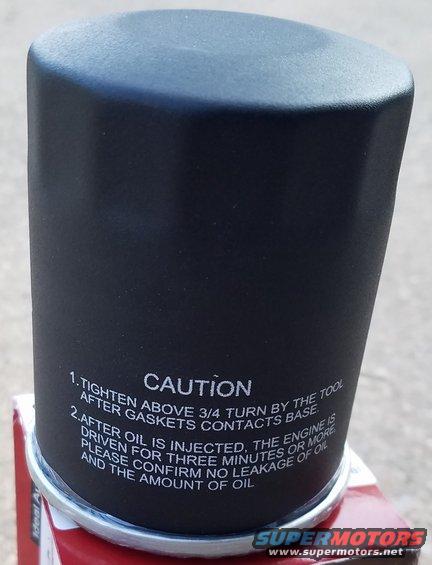 CAUTION
1.TIGHTEN ABOVE 3/4 TURN BY THE TOOL
AFTER GASKETS CONTACTS BASE.
2.AFTER OIL IS INJECTED, THE ENGINE IS
DRIVEN FOR THREE MINUTES OR MORE,
PLEASE CONFIRM NO LEAKAGE OF OIL
AND THE AMOUNT OF OIL
Ideal A
SUPERMOTORS
www.supermotors.net